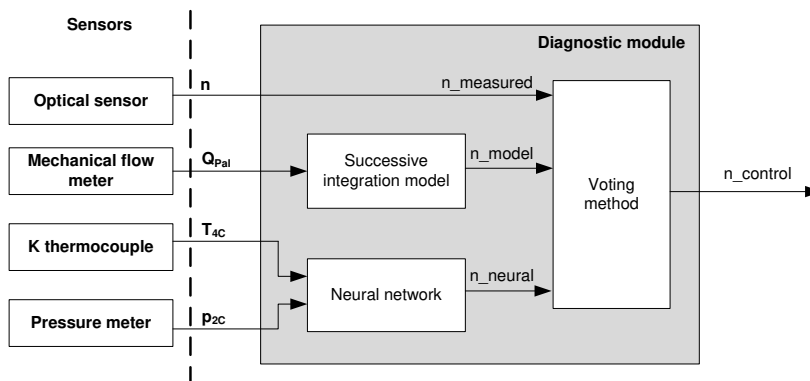 Sensors
Diagnostic module
Optical sensor
n
n_measured
Mechanical flow
meter
QPal
Successive
integration model
n_model
Voting
method
n_control
K thermocouple
T4C
Neural network
n_neural
Pressure meter
p2C